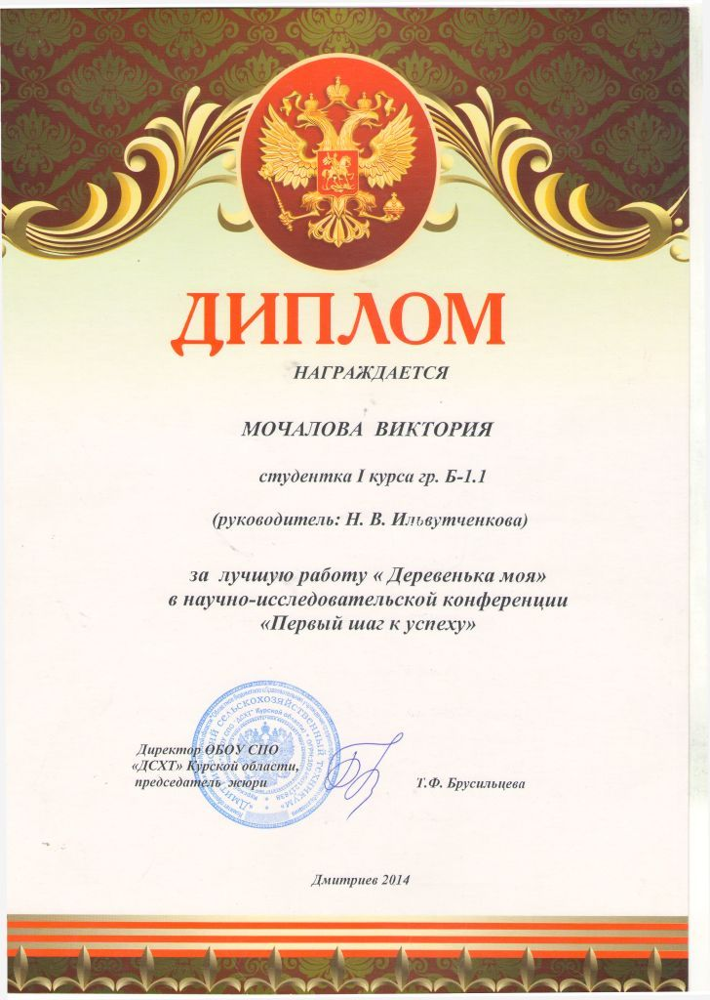 ДИПЛОМ
НАГРАЖДАЕТСЯ
МОЧАЛОВА ВИКТОРИЯ
студентка I курса гр. Б-1.1
(руководитель: Н. В. Ильвутченкова)
за лучшую работу « Деревенька моя»
в научно-исследовательской конференции
«Первый шаг к успеху»
Директор ОБОУ СПО
«ДСХТ» Курской области,
председатель жюри
Т.Ф. Брусильцева
Дмитриев 2014